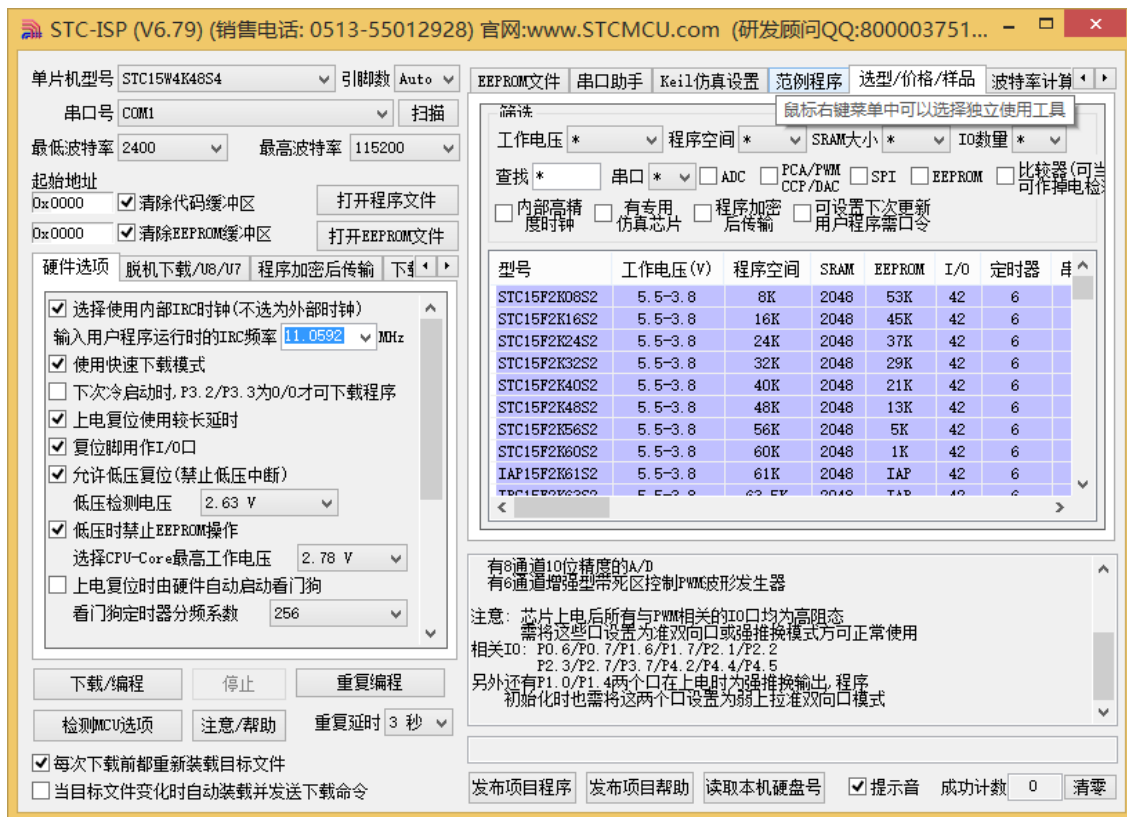 STC-ISP (V6.79) (销售电话: 0513-55012928) 官网:www.STCMCU.com (研发顾问QQ:800003751...
单片机型号 STC15W4K48S4 引脚数 Auto
串口号 COM1 扫描
最低波特率 2400 最高波特率 115200
起始地址
0x0000 清除代码缓冲区 打开程序文件
0x0000 清除EEPROM缓冲区 打开EEPROM文件
硬件选项 脱机下载/U8/U7 程序加密后传输
选择使用内部IRC时钟(不选为外部时钟)
输入用户程序运行时的IRC频率 11.0592 MHz
使用快速下载模式
下次冷启动时,P3.2/P3.3为0/0才可下载程序
上电复位使用较长延时
复位脚用作I/O口
允许低压复位(禁止低压中断)
低压检测电压 2.63 V
低压时禁止EEPROM操作
选择CPU-Core最高工作电压 2.78 V
上电复位时由硬件自动启动看门狗
看门狗定时器分频系数 256
下载/编程 停止 重复编程
检测MCU选项 注意/帮助 重复延时 3 秒
每次下载前都重新装载目标文件
当目标文件变化时自动装载并发送下载命令
EEPROM文件 串口助手 Keil仿真设置 范例程序 选型/价格/样品 波特率计算
鼠标右键菜单中可以选择独立使用工具
筛选
工作电压 * 程序空间 * SRAM大小 * IO数量 *
查找 * 串口 * ADC PCA/PWM CCP/DAC SPI EEPROM 比较器(可当 可作掉电检
内部高精度时钟 有专用仿真芯片 程序加密后传输 可设置下次更新用户程序需口令
型号 工作电压(V) 程序空间 SRAM EEPROM I/O 定时器 串
STC15F2K08S2 5.5-3.8 8K 2048 53K 42 6
STC15F2K16S2 5.5-3.8 16K 2048 45K 42 6
STC15F2K24S2 5.5-3.8 24K 2048 37K 42 6
STC15F2K32S2 5.5-3.8 32K 2048 29K 42 6
STC15F2K40S2 5.5-3.8 40K 2048 21K 42 6
STC15F2K48S2 5.5-3.8 48K 2048 13K 42 6
STC15F2K56S2 5.5-3.8 56K 2048 5K 42 6
STC15F2K60S2 5.5-3.8 60K 2048 1K 42 6
IAP15F2K61S2 5.5-3.8 61K 2048 IAP 42 6
有8通道10位精度的A/D
有6通道增强型带死区控制PWM波形发生器
注意: 芯片上电后所有与PWM相关的IO口均为高阻态
需将这些口设置为准双向口或强推挽模式方可正常使用
相关IO: P0.6/P0.7/P1.6/P1.7/P2.1/P2.2
P2.3/P2.7/P3.7/P4.2/P4.4/P4.5
另外还有P1.0/P1.4两个口在上电时为强推挽输出,程序
初始化时也需将这两个口设置为弱上拉准双向口模式
发布项目程序 发布项目帮助 读取本机硬盘号 提示音 成功计数 0 清零